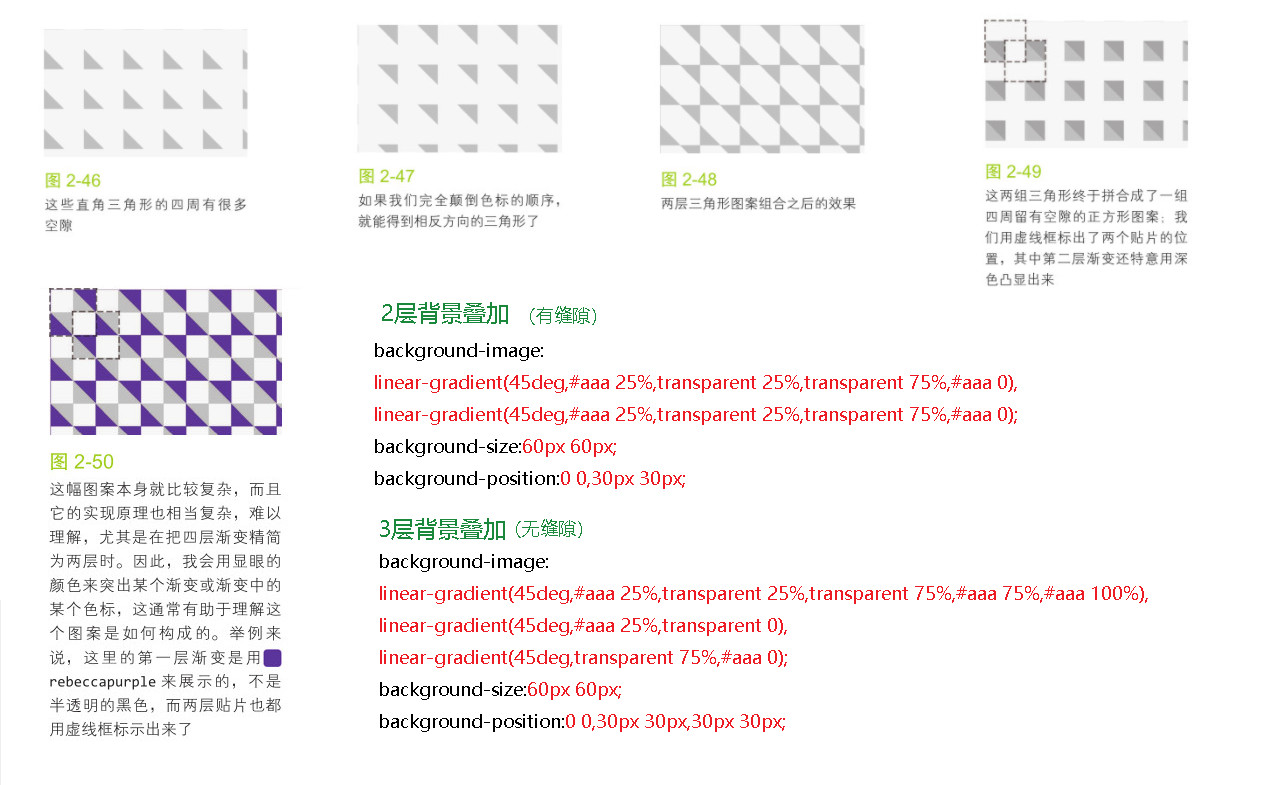 图 2-46
这些直角三角形的四周有很多
空隙
图 2-47
如果我们完全颠倒色标的顺序，
就能得到相反方向的三角形了
图 2-48
两层三角形图案组合之后的效果
图 2-49
这两组三角形终于拼合成了一组
四周留有空隙的正方形图案；我
们用虚线框标出了两个贴片的位
置，其中第二层渐变还特意用深
色凸显出来
图 2-50
这幅图案本身就比较复杂，而且
它的实现原理也相当复杂，难以
理解，尤其是在把四层渐变精简
为两层时。因此，我会用显眼的
颜色来突出某个渐变或渐变中的
某个色标，这通常有助于理解这
个图案是如何构成的。举例来
说，这里的第一层渐变是用
rebeccapurple 来展示的，不是
半透明的黑色，而两层贴片也都
用虚线框标示出来了
2层背景叠加 （有缝隙）
background-image:
linear-gradient(45deg,#aaa 25%,transparent 25%,transparent 75%,#aaa 0),
linear-gradient(45deg,#aaa 25%,transparent 25%,transparent 75%,#aaa 0);
background-size:60px 60px;
background-position:0 0,30px 30px;
3层背景叠加（无缝隙）
background-image:
linear-gradient(45deg,#aaa 25%,transparent 25%,transparent 75%,#aaa 75%,#aaa 100%),
linear-gradient(45deg,#aaa 25%,transparent 0),
linear-gradient(45deg,transparent 75%,#aaa 0);
background-size:60px 60px;
background-position:0 0,30px 30px,30px 30px;